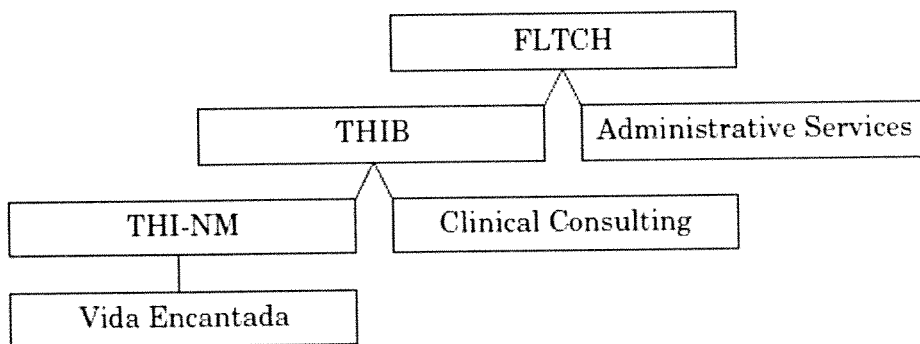 FLTCH
THIB
Administrative Services
THI-NM
Clinical Consulting
Vida Encantada